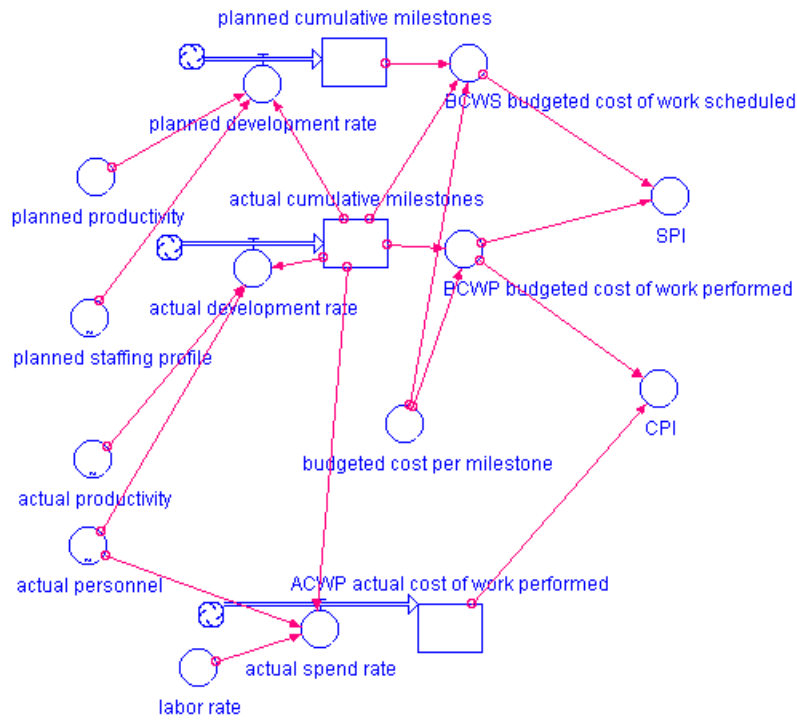 planned cumulative milestones
BCWS budgeted cost of work scheduled
planned development rate
planned productivity
actual cumulative milestones
SPI
BCWP budgeted cost of work performed
actual development rate
planned staffing profile
CPI
budgeted cost per milestone
actual productivity
actual personnel
ACWP actual cost of work performed
actual spend rate
labor rate